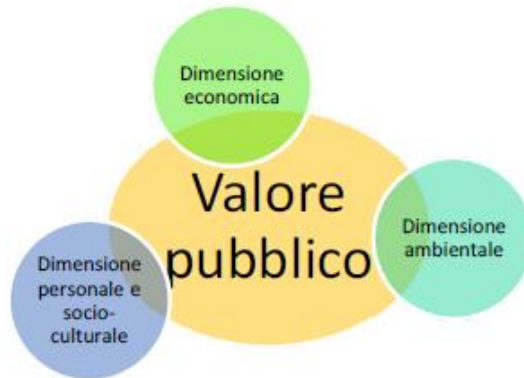 Dimensione
economica
Valore
pubblico
Dimensione
ambientale
Dimensione
personale e
socio-
culturale